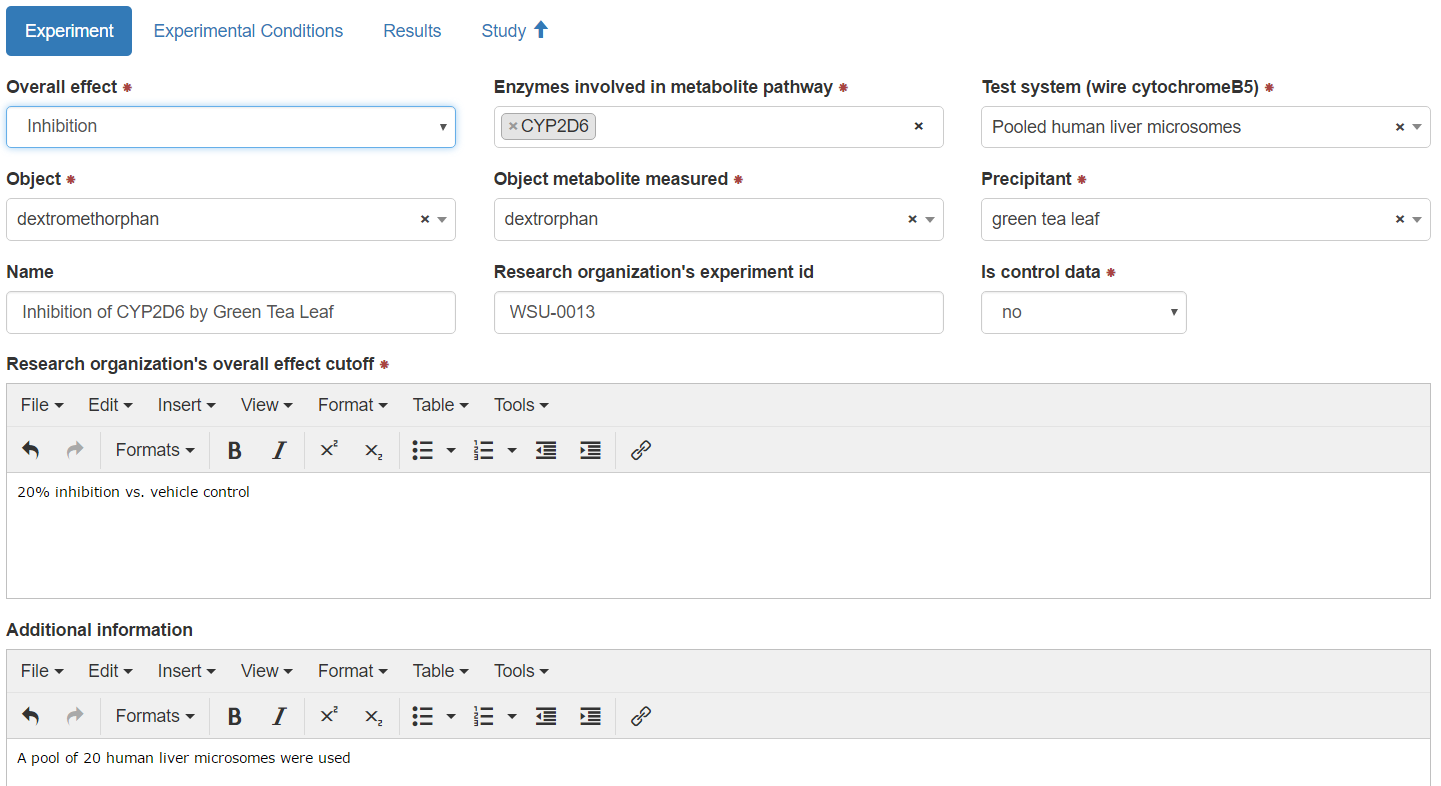 Experiment Experimental Conditions Results Study
Overall effect * Enzymes involved in metabolite pathway * Test system (wire cytochromeB5) *
Inhibition × CYP2D6 × Pooled human liver microsomes ×
Object * Object metabolite measured * Precipitant *
dextromethorphan × dextrorphan × green tea leaf ×
Name Research organization's experiment id Is control data *
Inhibition of CYP2D6 by Green Tea Leaf WSU-0013 no
Research organization's overall effect cutoff *
File Edit Insert View Format Table Tools
Formats B I x² x₂
20% inhibition vs. vehicle control
Additional information
File Edit Insert View Format Table Tools
Formats B I x² x₂
A pool of 20 human liver microsomes were used